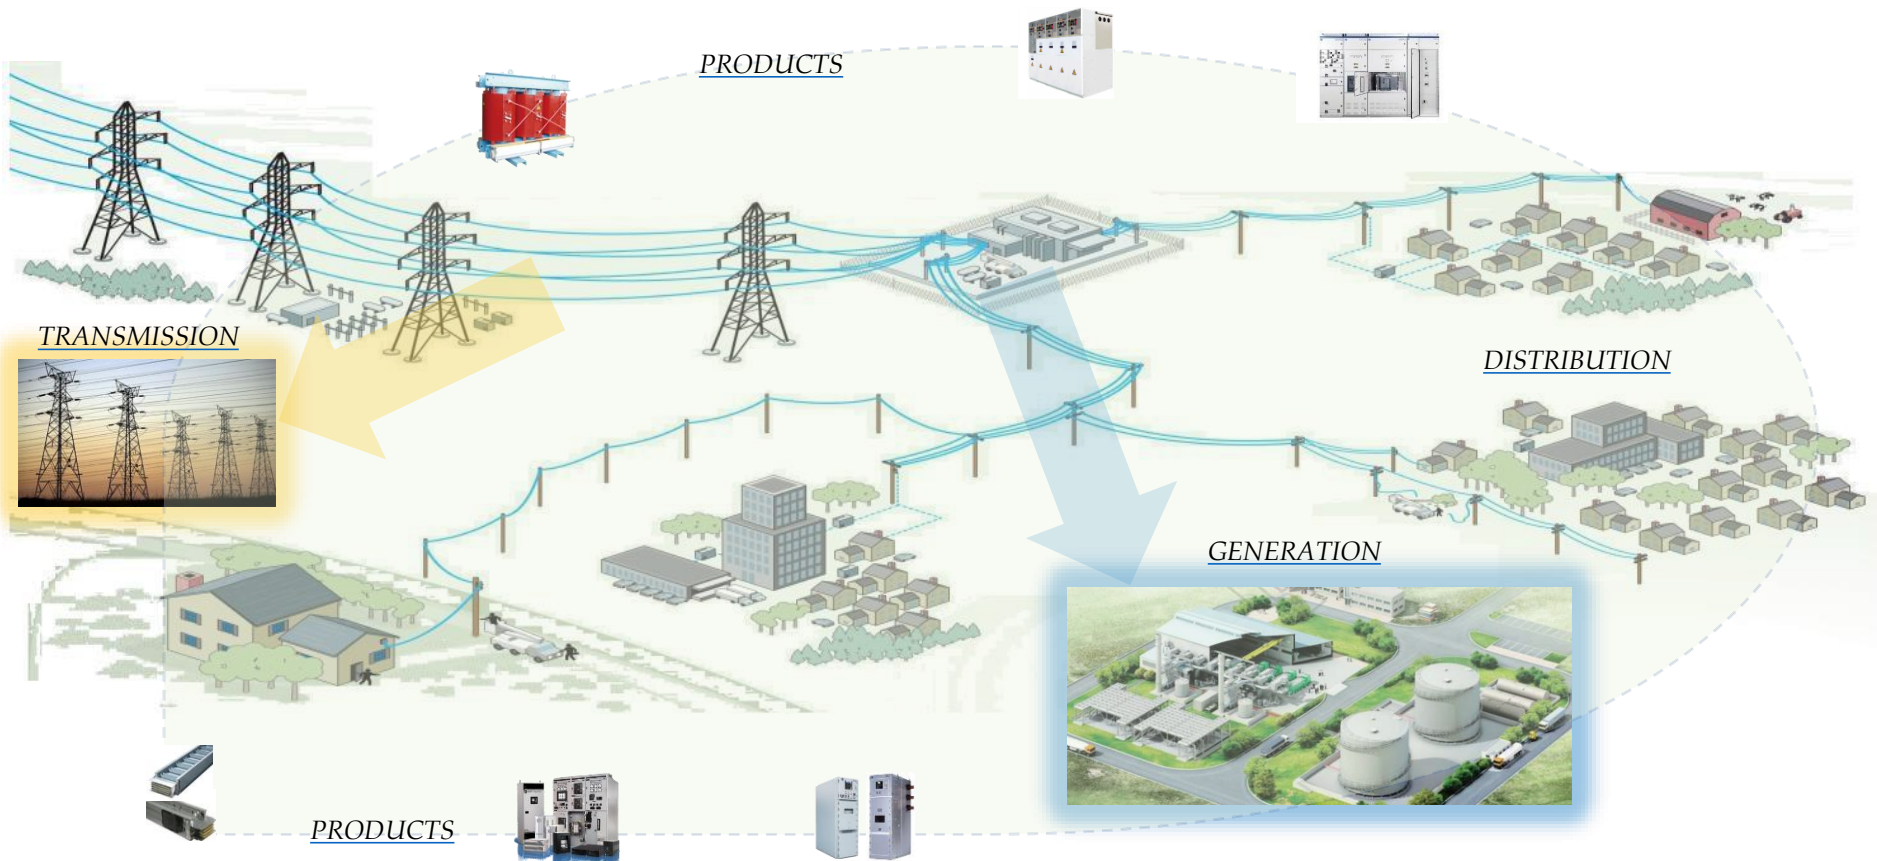 PRODUCTS
TRANSMISSION
DISTRIBUTION
GENERATION
PRODUCTS